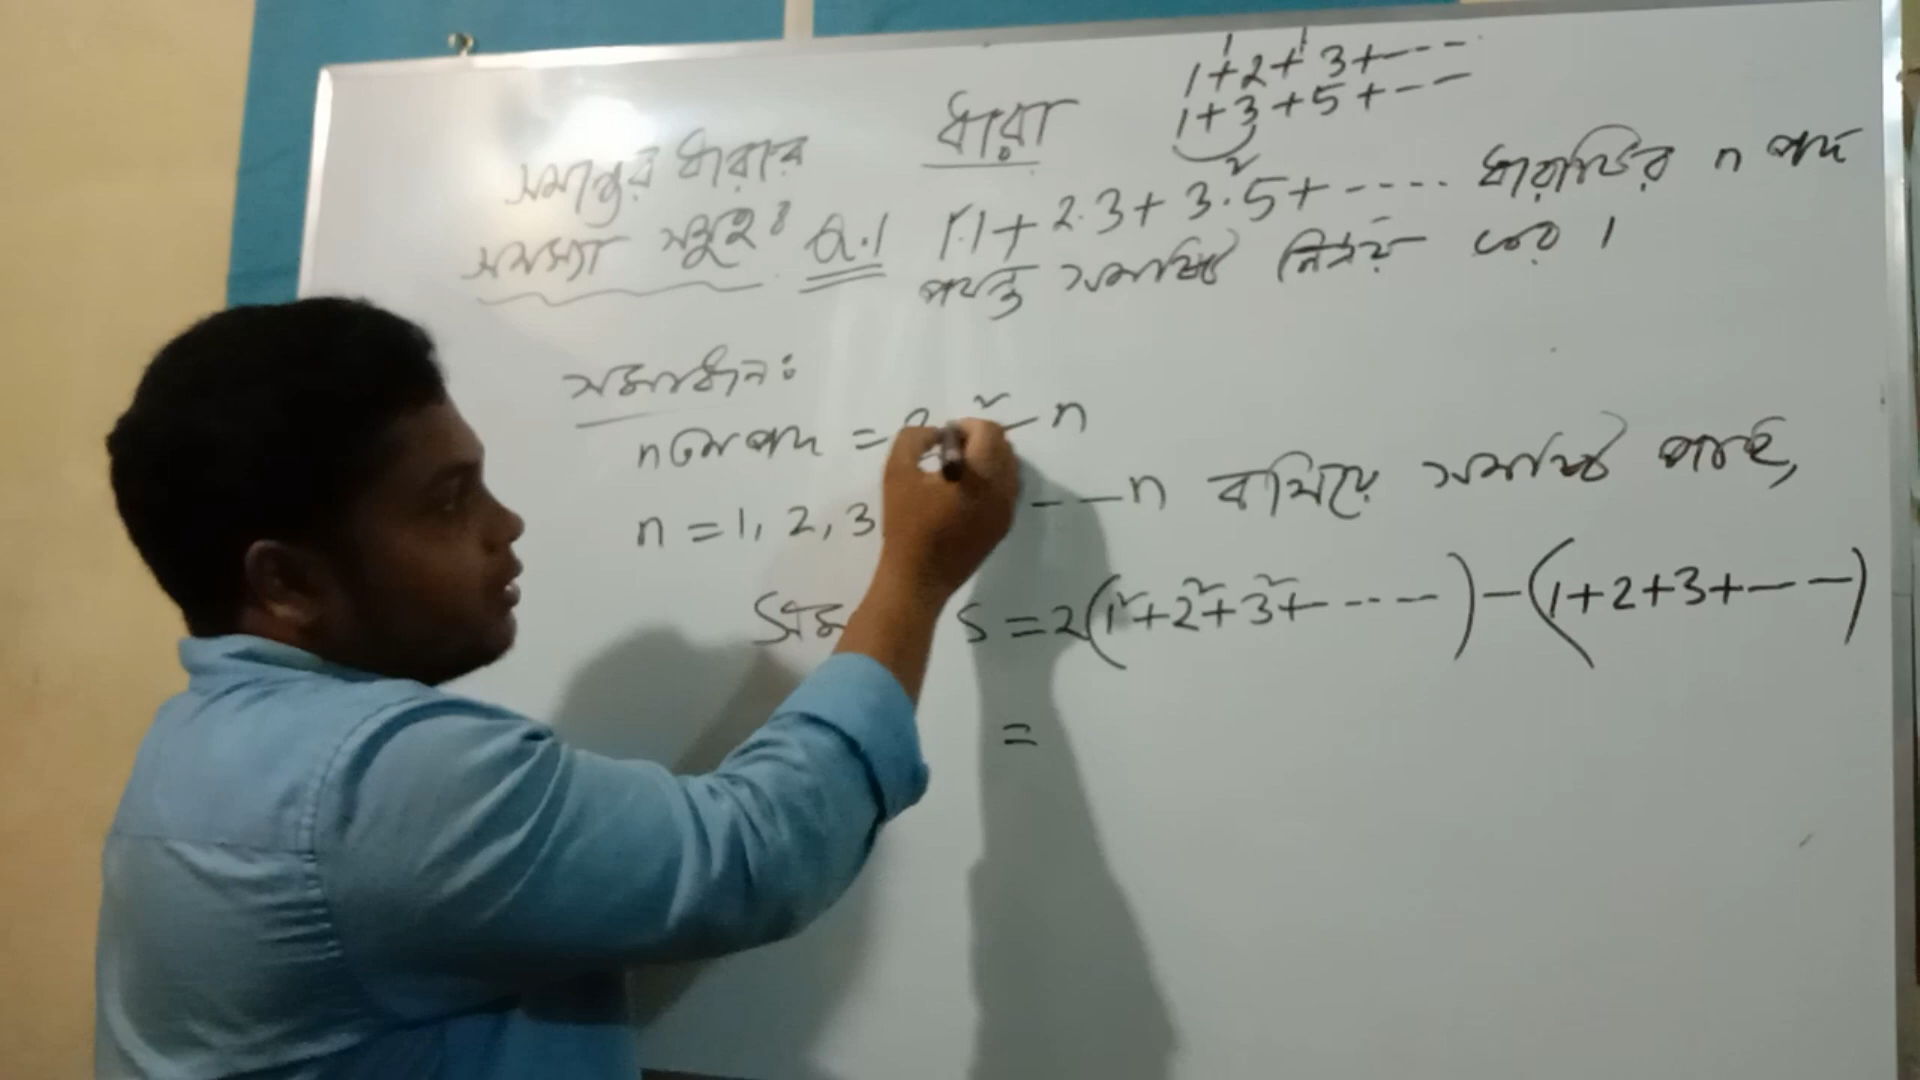 1+2+3+----
1+3+5+---
ধারা
সমান্তর ধারার
সমস্যা সমূহঃ Q.1 1.1+2.3+3.5+---- ধারাটির n পদ
পর্যন্ত সমষ্টি নির্ণয় কর।
সমাধানঃ
n তম পদ = n
n = 1, 2, 3 --n বসিয়ে সমষ্টি পাই,
S = 2(1²+2²+3²+----) - (1+2+3+---)
=